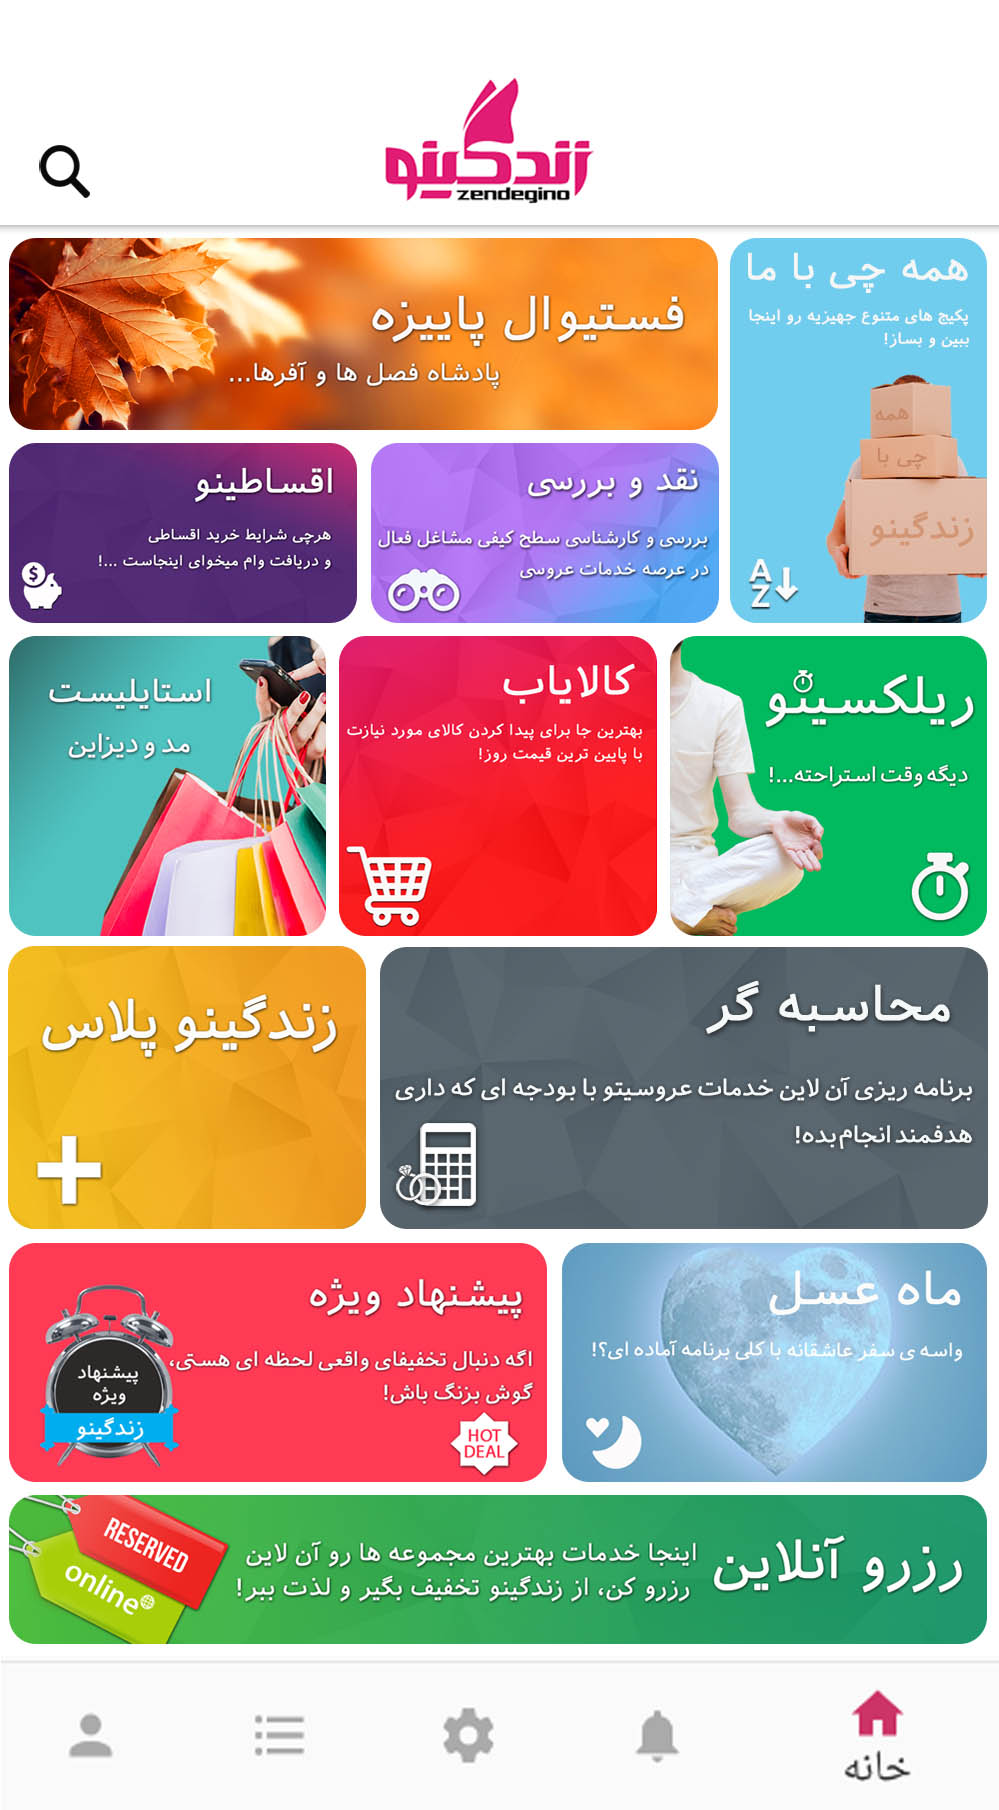 زندگینو
zendegino
همه چی با ما
پکیج های متنوع جهیزیه رو اینجا
ببین و بساز!
همه
چی با
زندگینو
A
Z
فستیوال پاییزه
پادشاه فصل ها و آفرها...
نقد و بررسی
بررسی و کارشناسی سطح کیفی مشاغل فعال
در عرصه خدمات عروسی
اقساطینو
هرچی شرایط خرید اقساطی
و دریافت وام میخوای اینجاست ...!
$
ریلکسینو
دیگه وقت استراحته...!
کالایاب
بهترین جا برای پیدا کردن کالای مورد نیازت
با پایین ترین قیمت روز!
استایلیست
مد و دیزاین
محاسبه گر
برنامه ریزی آن لاین خدمات عروسیتو با بودجه ای که داری
هدفمند انجام بده!
زندگینو پلاس
ماه عسل
واسه ی سفر عاشقانه با کلی برنامه آماده ای؟!
پیشنهاد ویژه
اگه دنبال تخفیفای واقعی لحظه ای هستی،
گوش بزنگ باش!
HOT
DEAL
پیشنهاد
ویژه
زندگینو
رزرو آنلاین
اینجا خدمات بهترین مجموعه ها رو آن لاین
رزرو کن، از زندگینو تخفیف بگیر و لذت ببر!
RESERVED
online
خانه